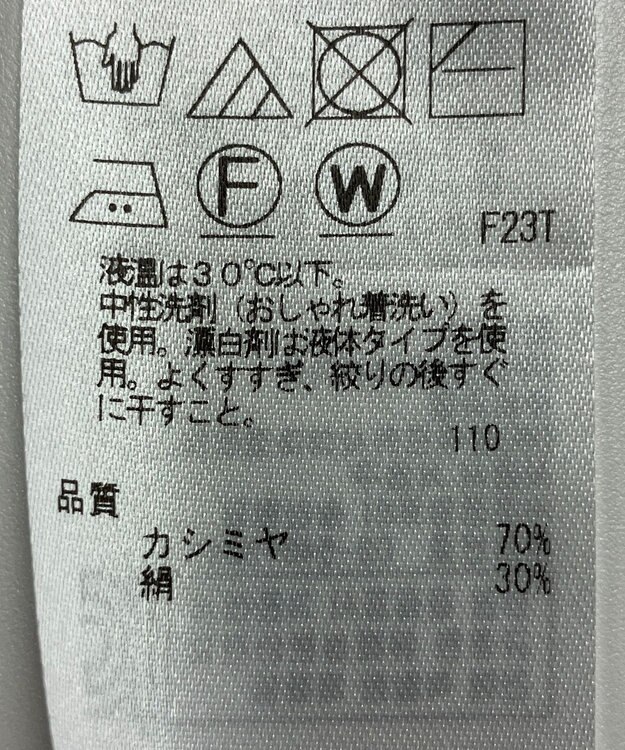 F
W
F23T
液温は30℃以下。
中性洗剤（おしゃれ着洗い）を
使用。漂白剤は液体タイプを使
用。よくすすぎ、絞りの後すぐ
に干すこと。
110
品質
カシミヤ 70%
絹 30%